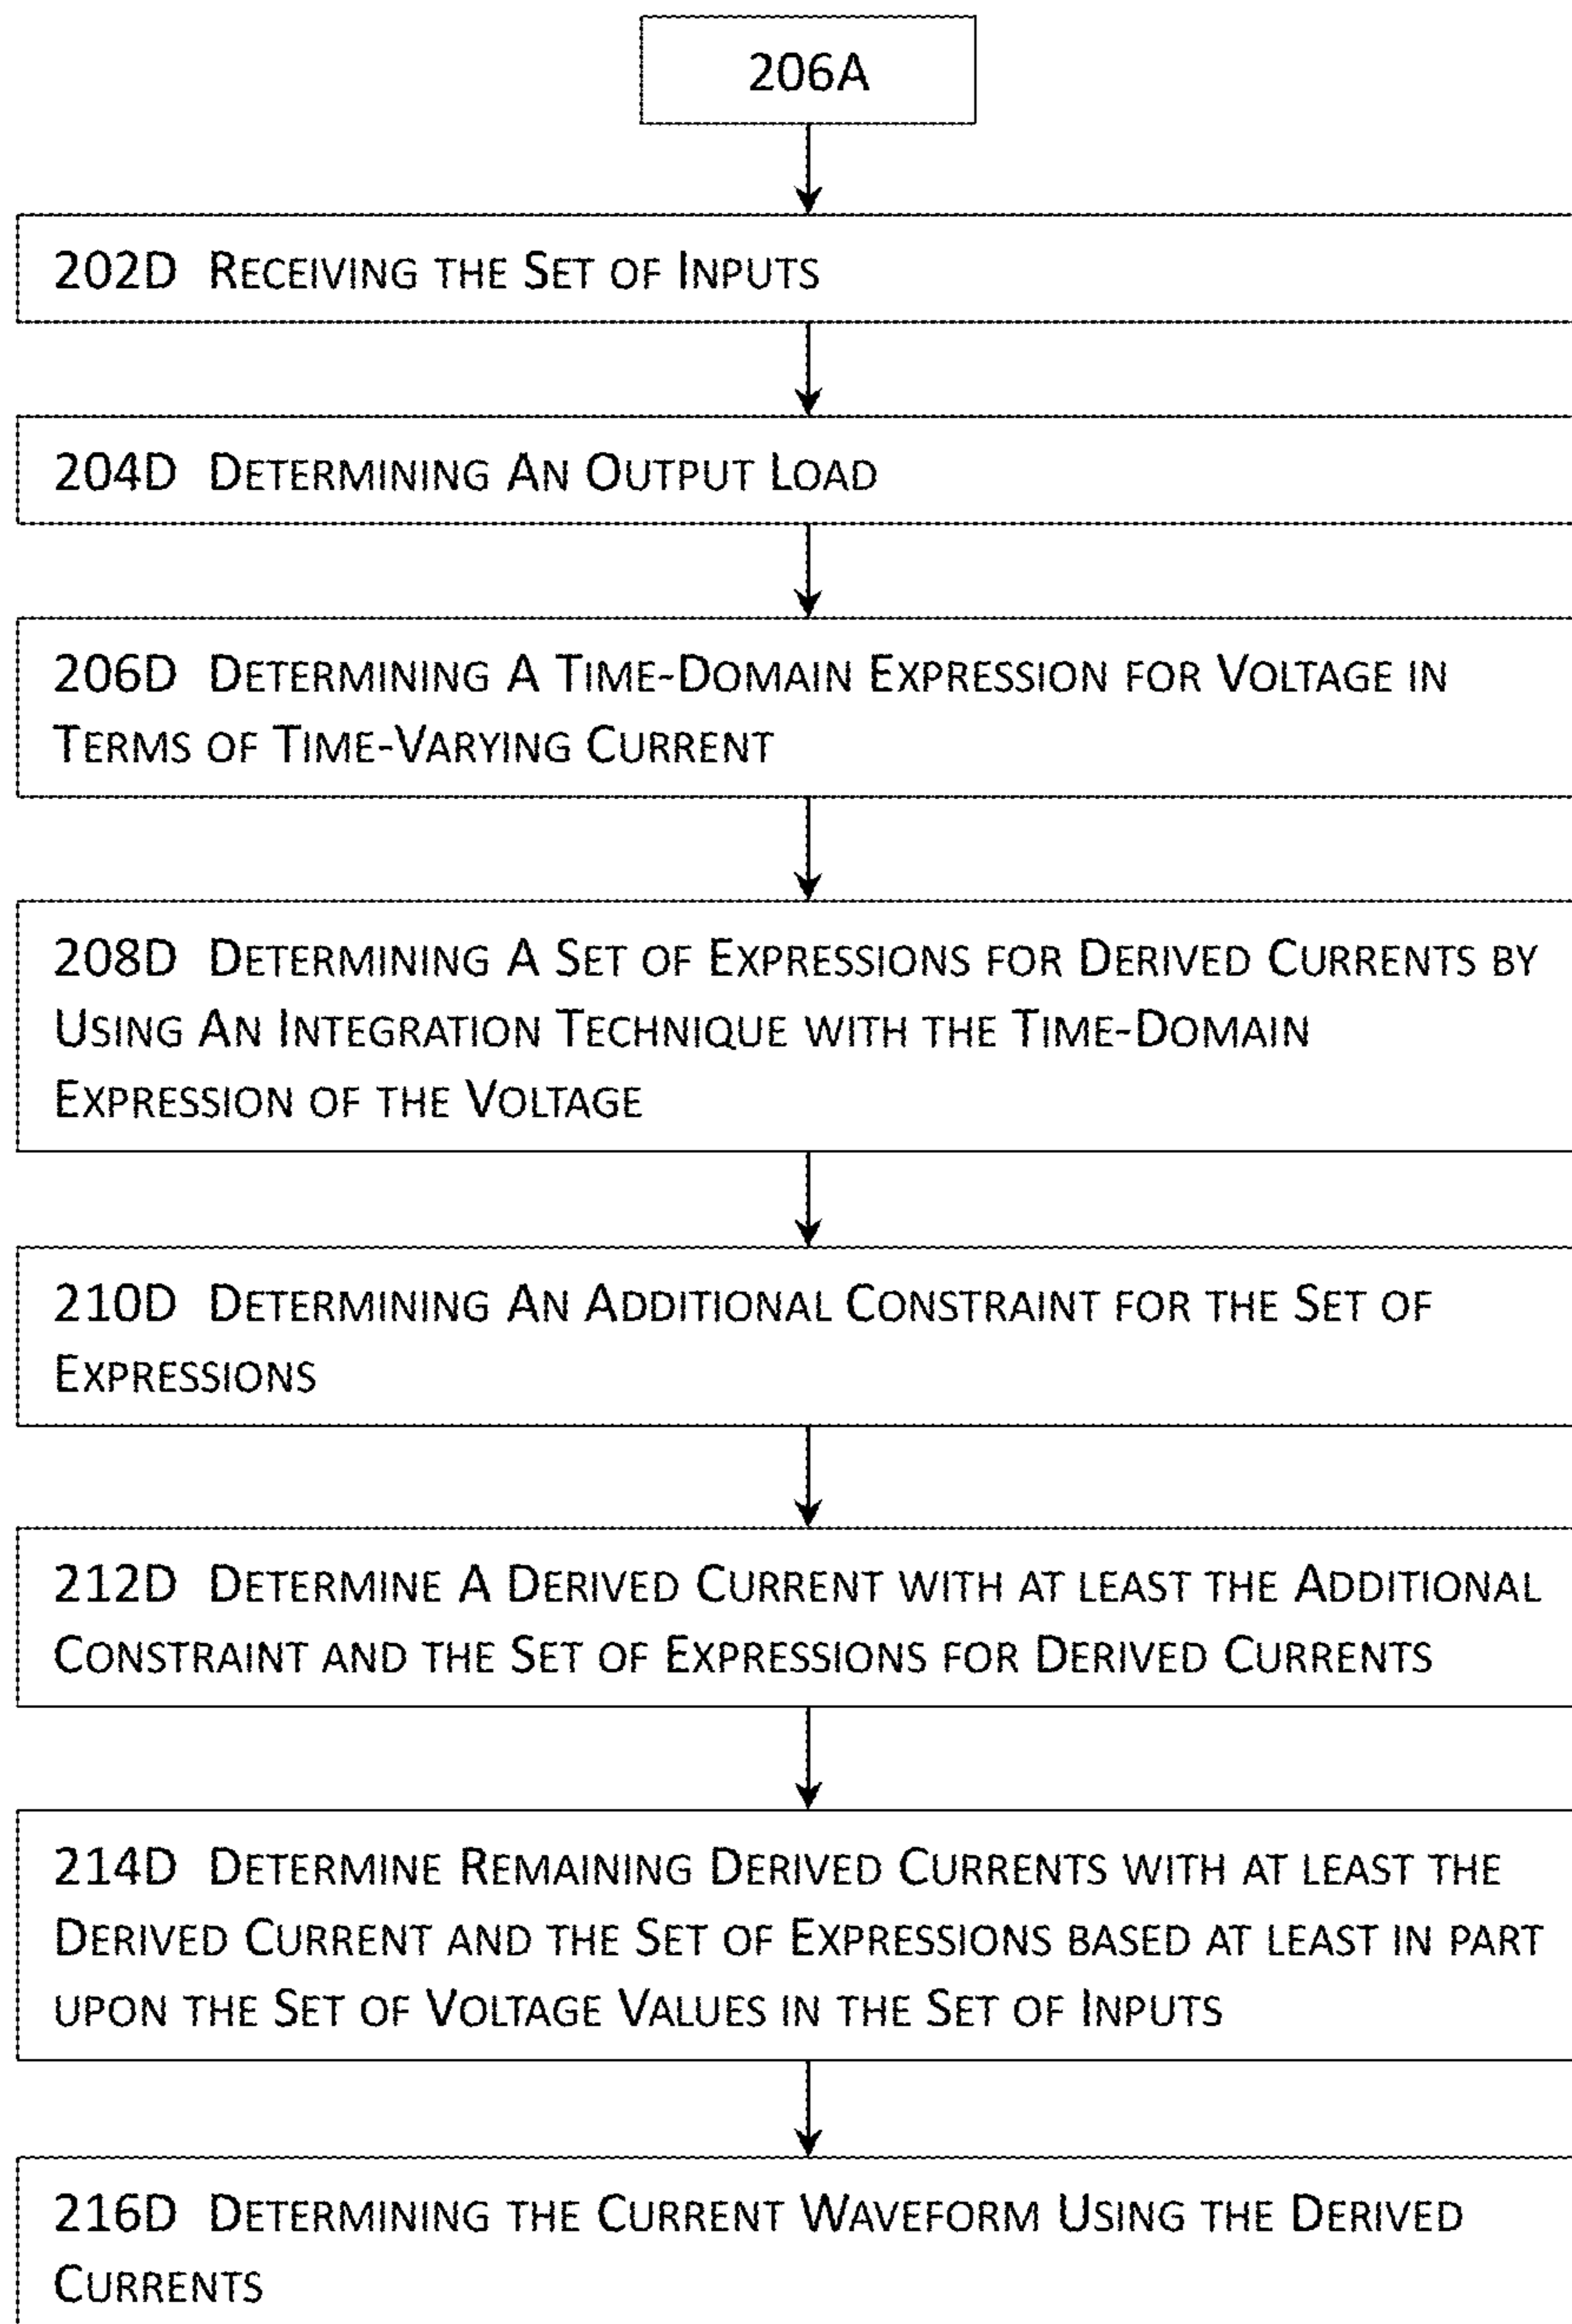 206A
202D Receiving the Set of Inputs
204D Determining An Output Load
206D Determining A Time-Domain Expression for Voltage in
Terms of Time-Varying Current
208D Determining A Set of Expressions for Derived Currents by
Using An Integration Technique with the Time-Domain
Expression of the Voltage
210D Determining An Additional Constraint for the Set of
Expressions
212D Determine A Derived Current with at least the Additional
Constraint and the Set of Expressions for Derived Currents
214D Determine Remaining Derived Currents with at least the
Derived Current and the Set of Expressions based at least in part
upon the Set of Voltage Values in the Set of Inputs
216D Determining the Current Waveform Using the Derived
Currents